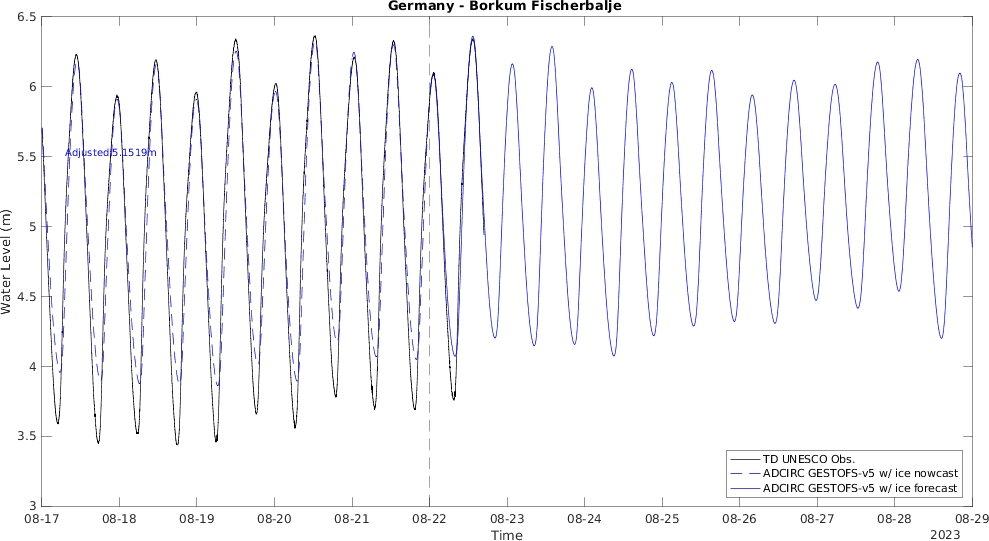 Germany - Borkum Fischerbalje
6.5
6
5.5
5
4.5
4
3.5
3
Water Level (m)
Adjusted 5.1519m
TD UNESCO Obs.
ADCIRC GESTOFS-v5 w/ ice nowcast
ADCIRC GESTOFS-v5 w/ ice forecast
08-17 08-18 08-19 08-20 08-21 08-22 08-23 08-24 08-25 08-26 08-27 08-28 08-29
Time
2023